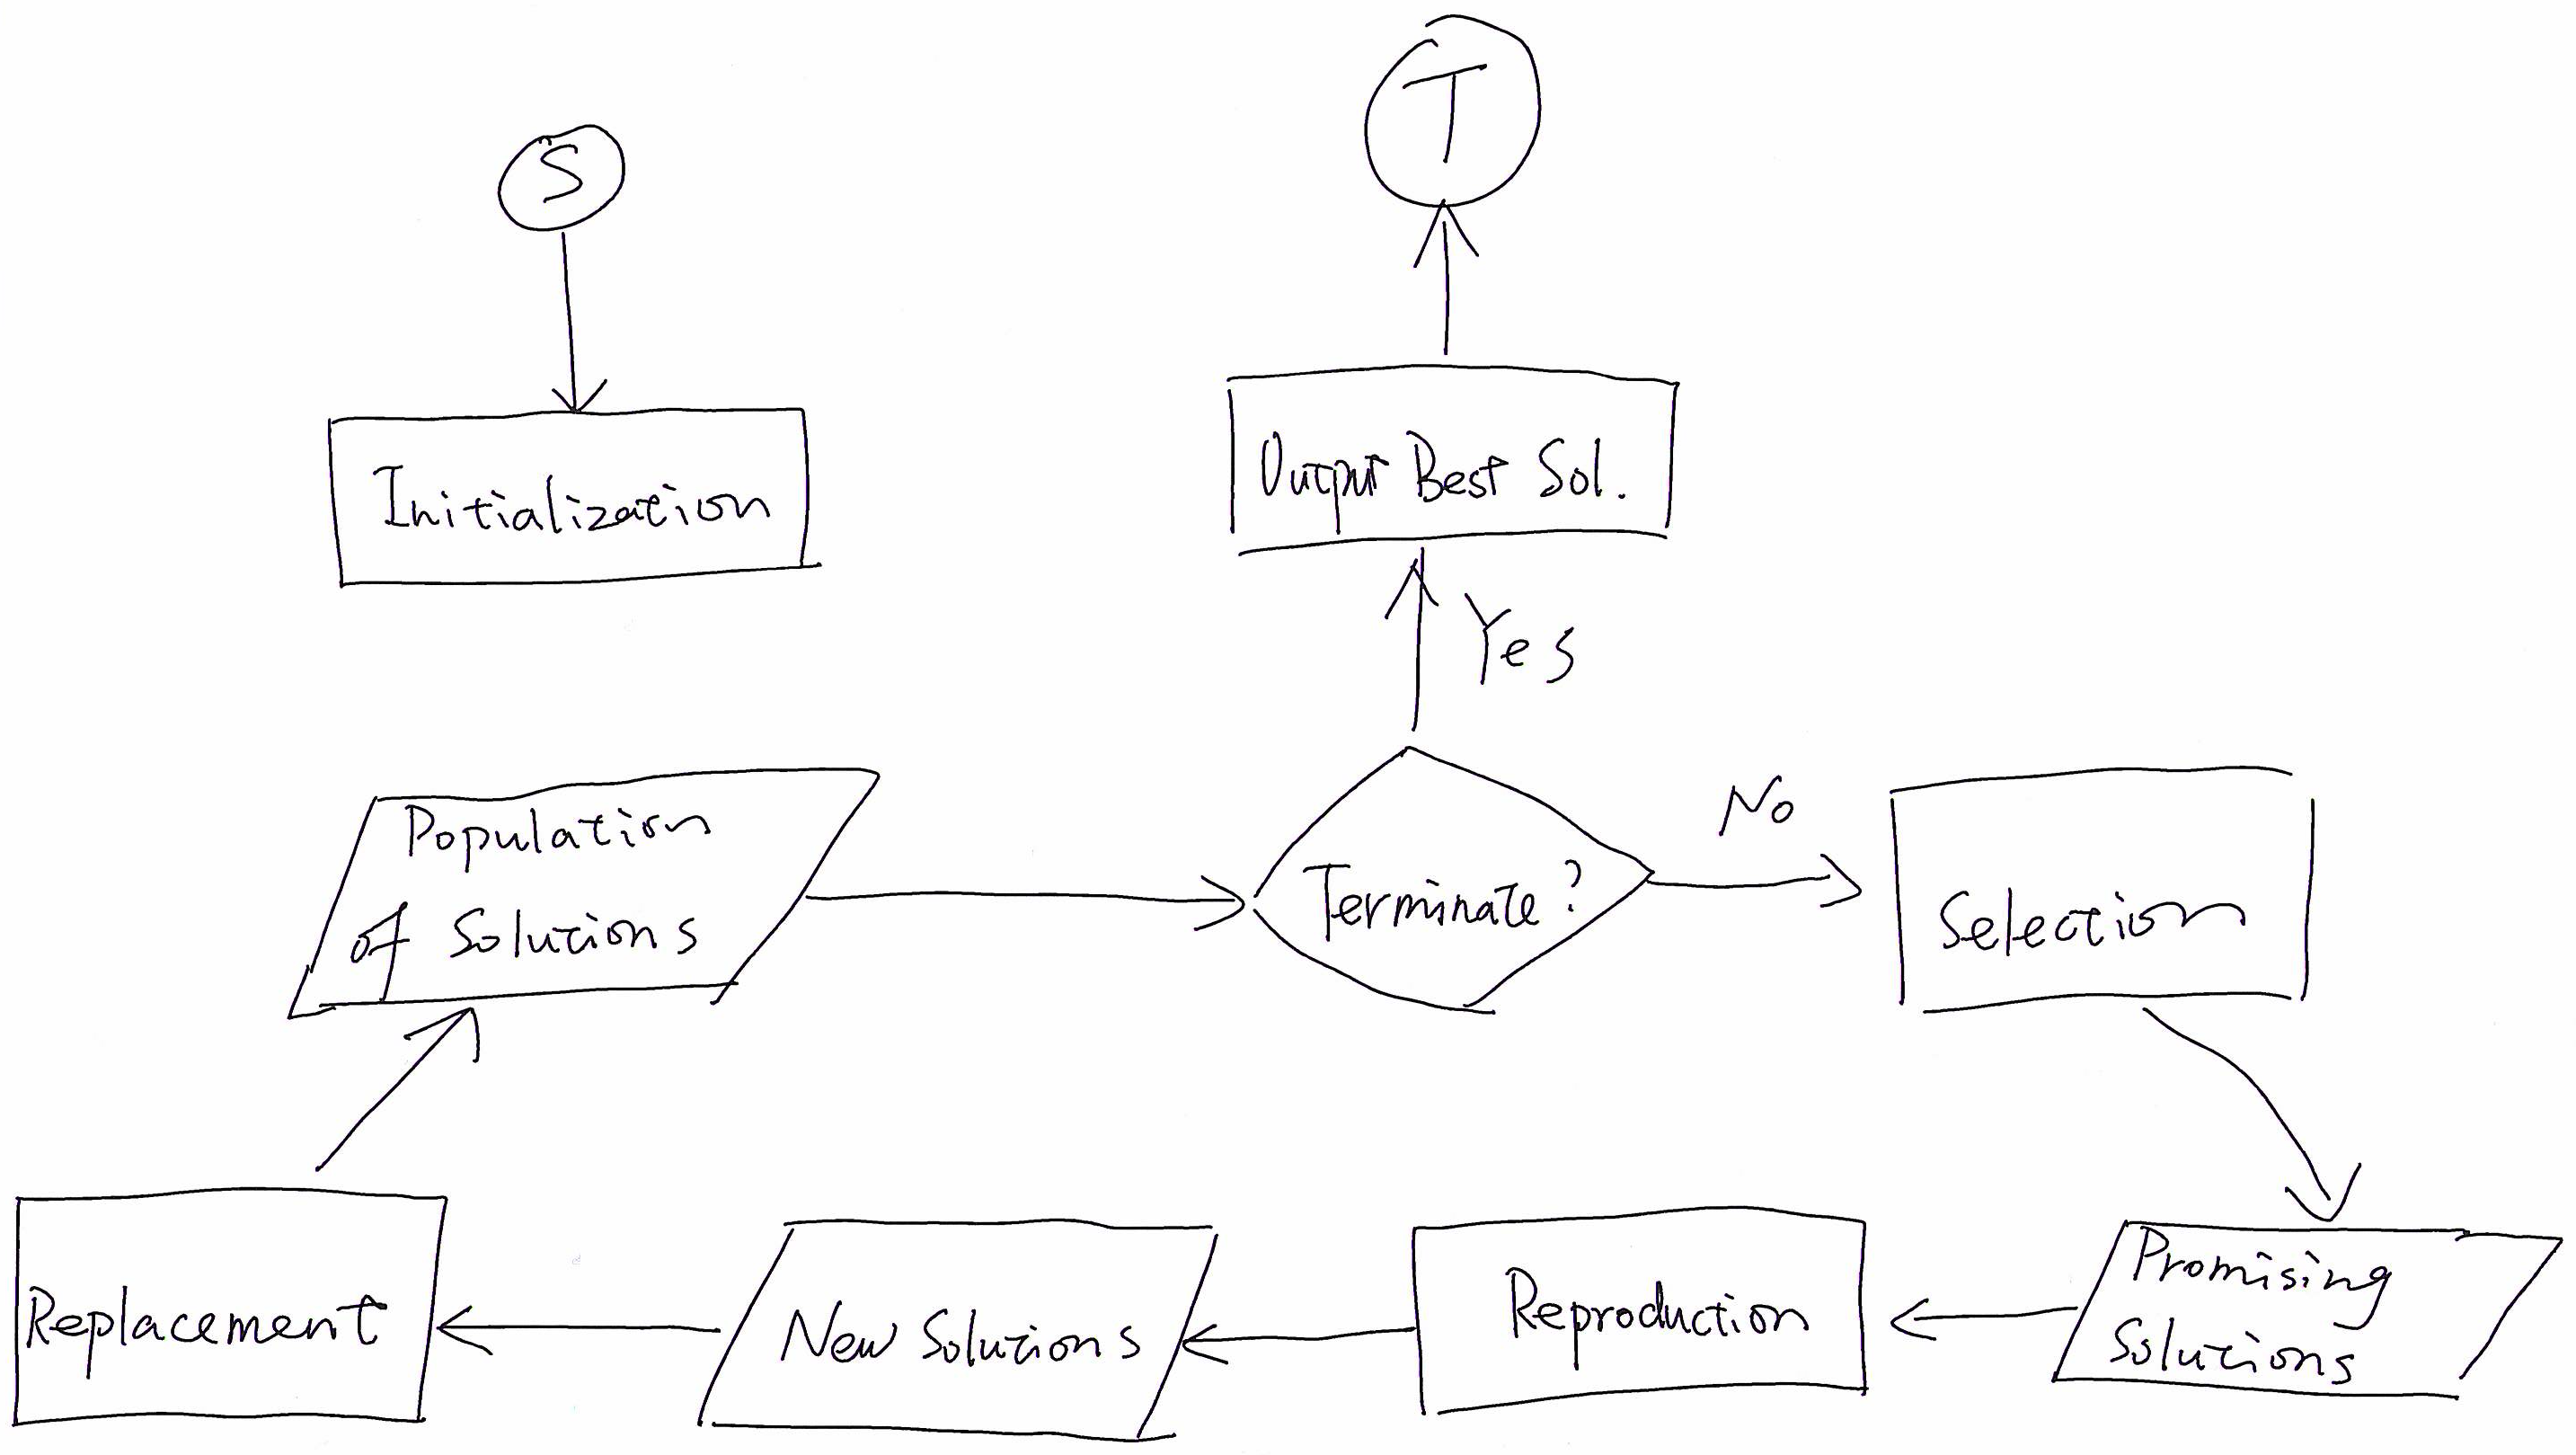 S
T
Initialization
Output Best Sol.
Yes
Population
of Solutions
Terminate?
No
Selection
Promising
Solutions
Reproduction
New Solutions
Replacement